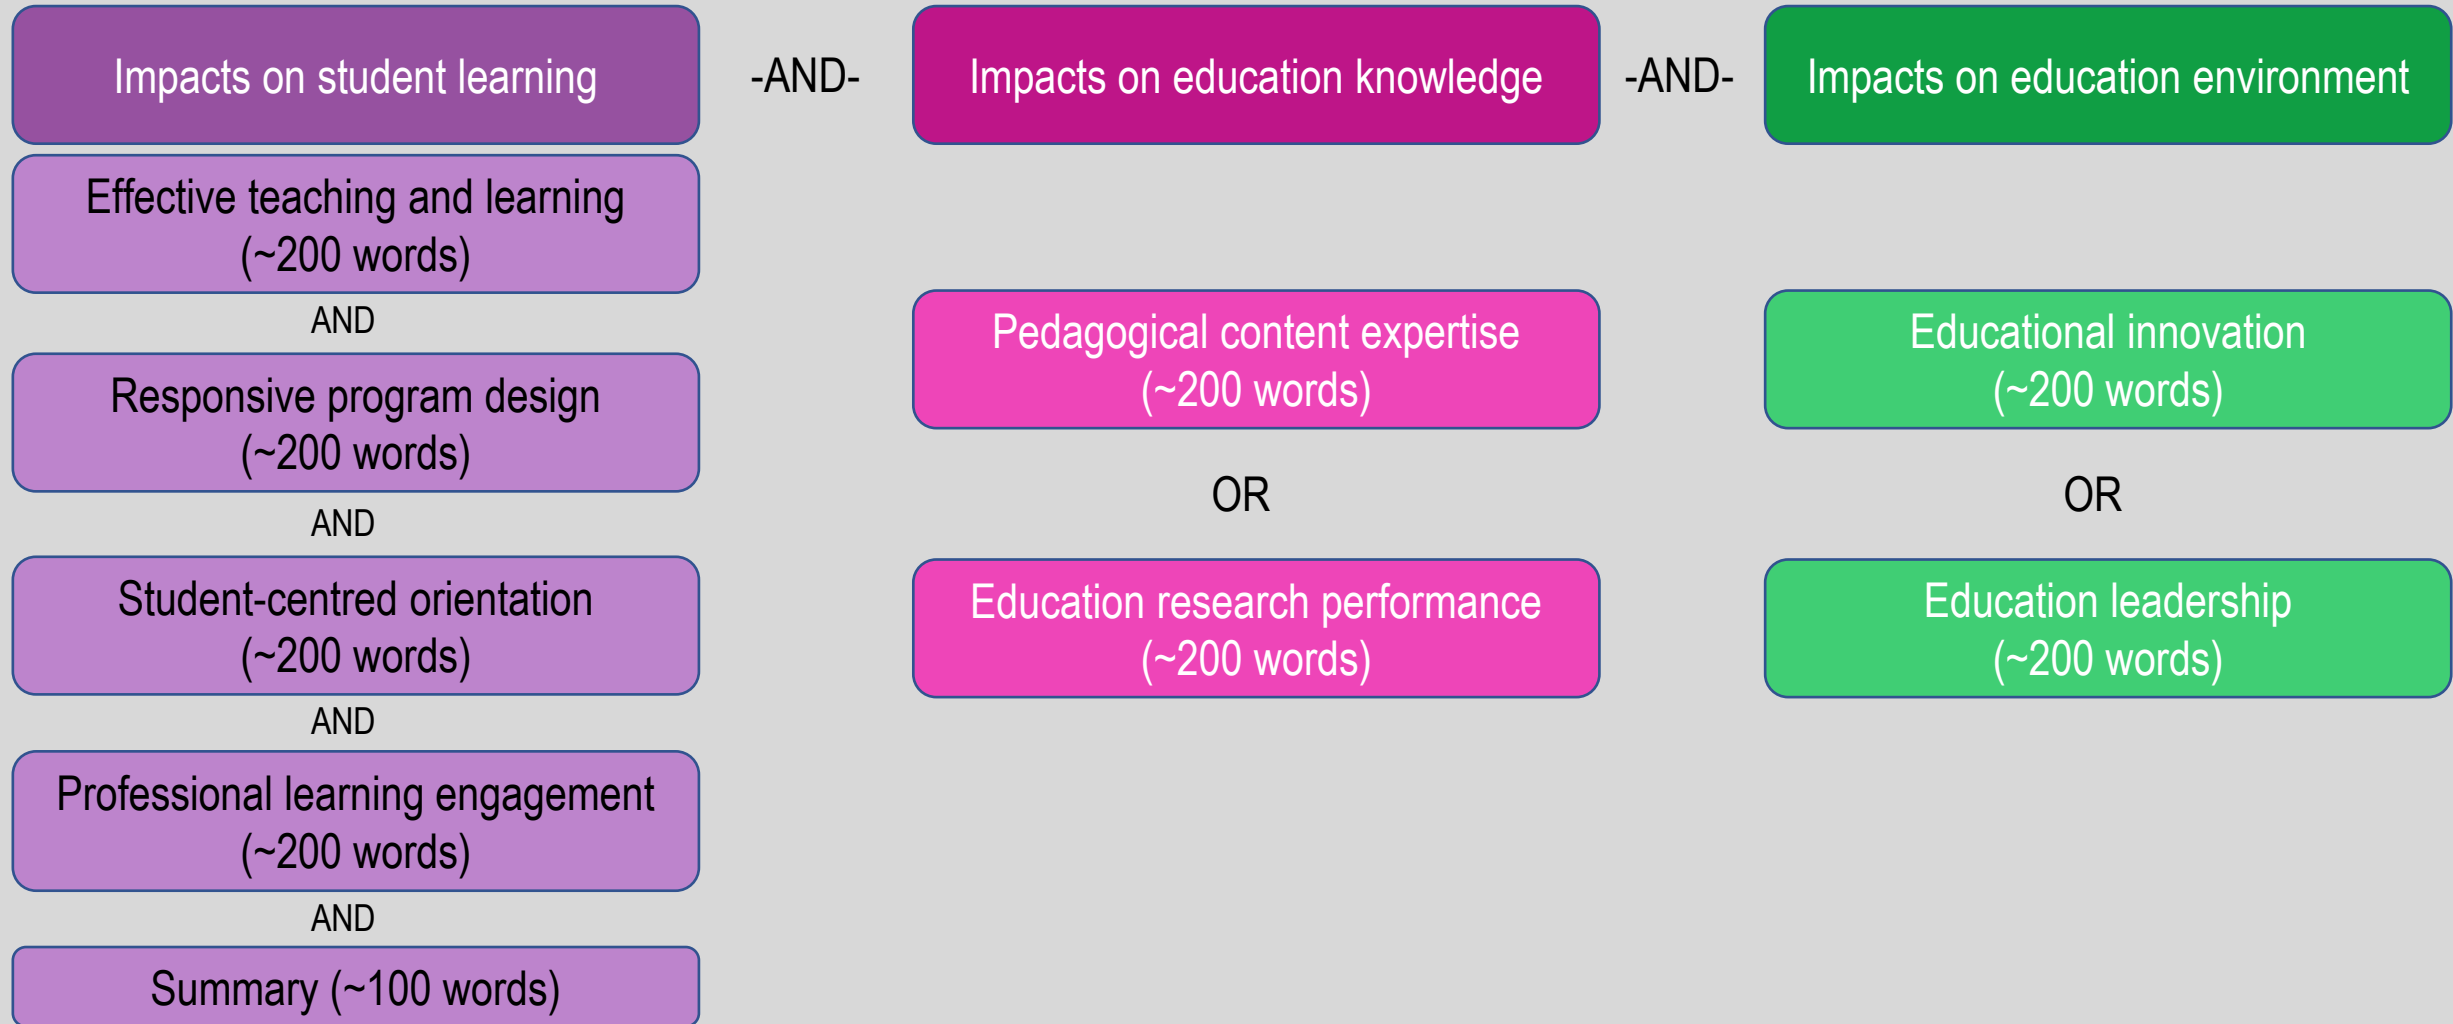 Impacts on student learning
-AND-
Impacts on education knowledge
-AND-
Impacts on education environment
Effective teaching and learning
(~200 words)
AND
Responsive program design
(~200 words)
AND
Student-centred orientation
(~200 words)
AND
Professional learning engagement
(~200 words)
AND
Summary (~100 words)
Pedagogical content expertise
(~200 words)
OR
Education research performance
(~200 words)
Educational innovation
(~200 words)
OR
Education leadership
(~200 words)